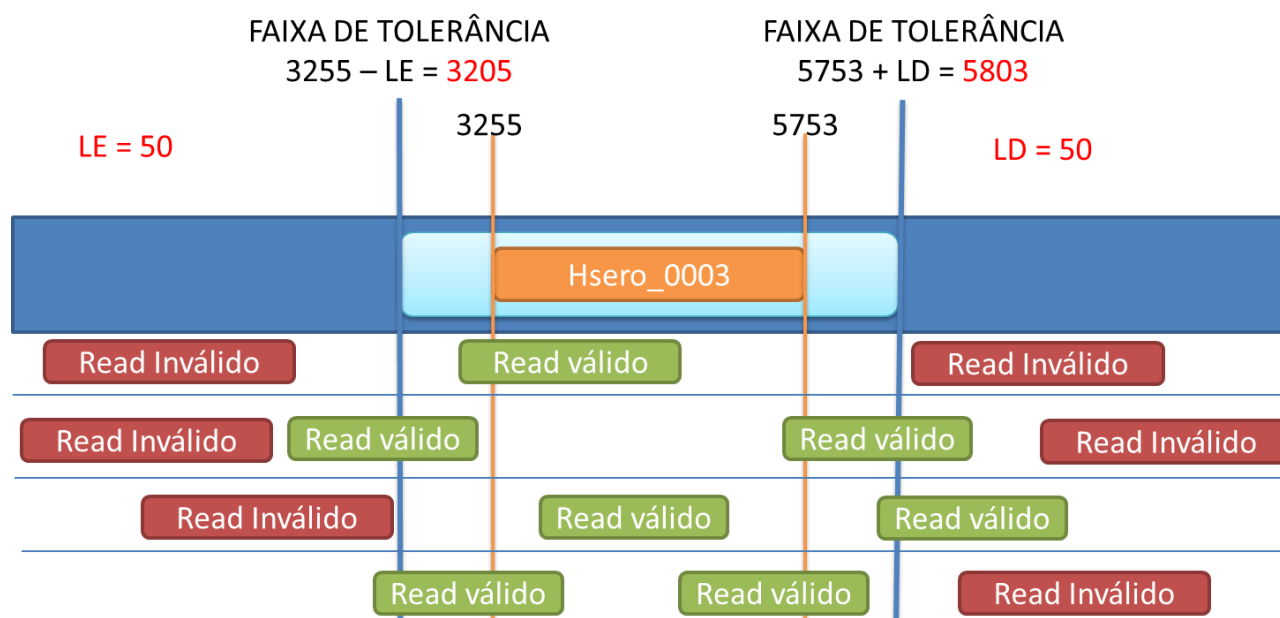 FAIXA DE TOLERÂNCIA
3255 – LE = 3205
FAIXA DE TOLERÂNCIA
5753 + LD = 5803
LE = 50
3255
5753
LD = 50
Hsero_0003
Read Inválido
Read válido
Read Inválido
Read Inválido
Read válido
Read válido
Read Inválido
Read Inválido
Read válido
Read válido
Read válido
Read válido
Read Inválido